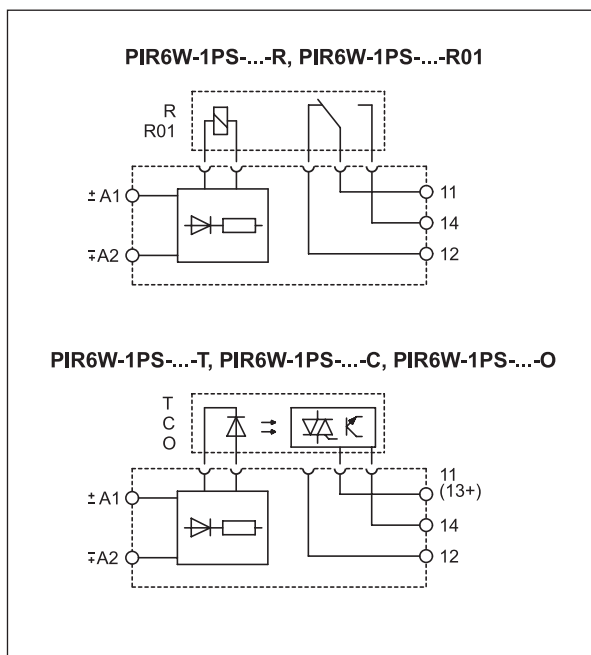 PIR6W-1PS-...-R, PIR6W-1PS-...-R01
R
R01
± A1
∓ A2
11
14
12
PIR6W-1PS-...-T, PIR6W-1PS-...-C, PIR6W-1PS-...-O
T
C
O
± A1
∓ A2
11
(13+)
14
12